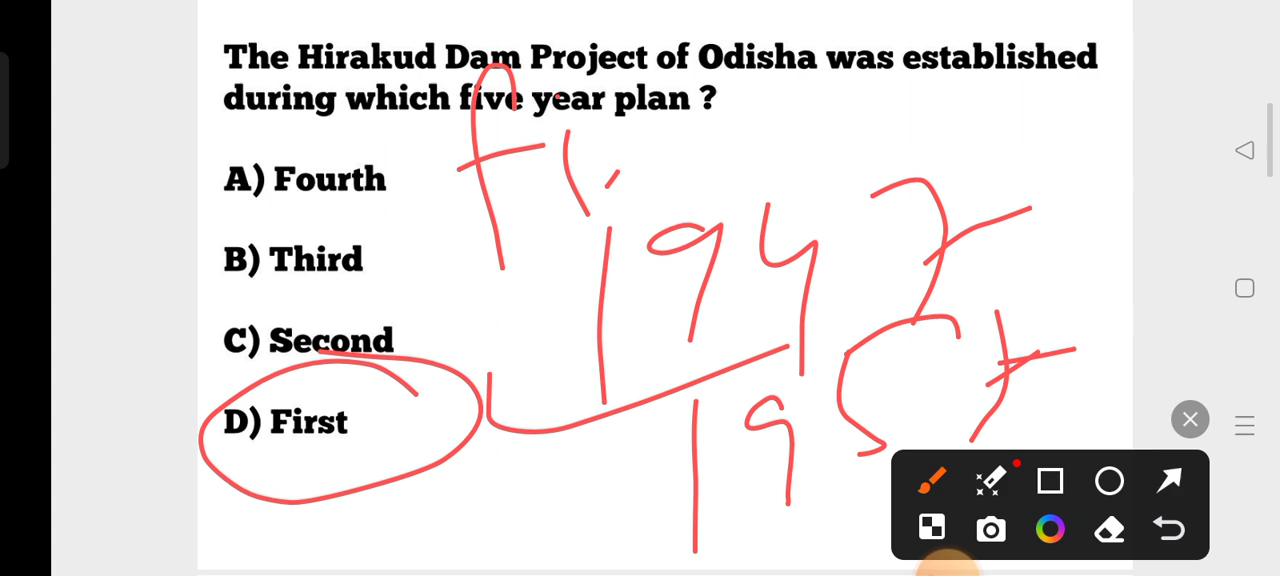 The Hirakud Dam Project of Odisha was established
during which five year plan ?
A) Fourth
B) Third
C) Second
D) First
1947
1957